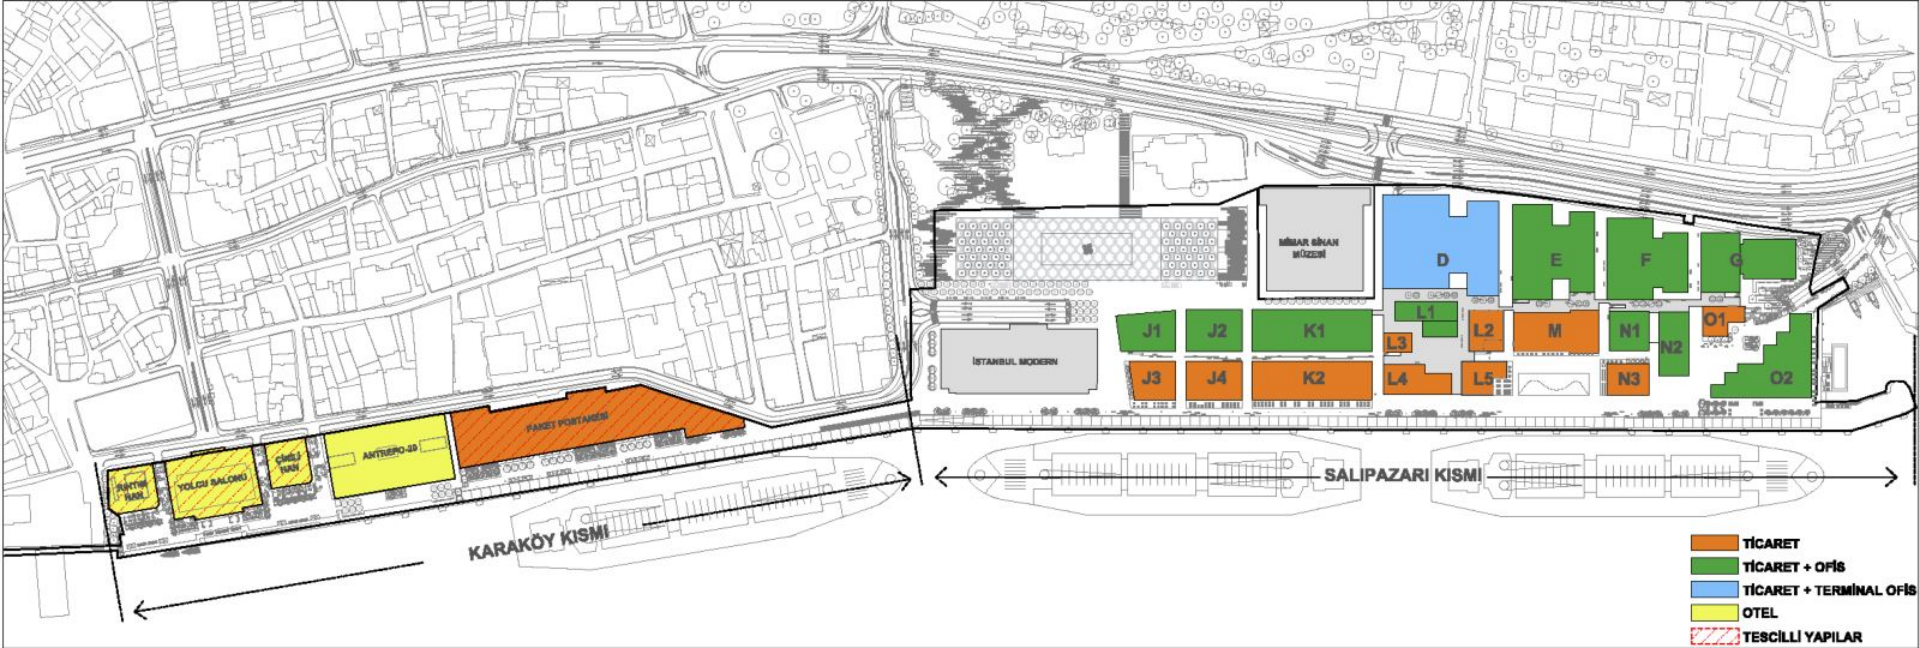 MİMAR SİNAN
MÜZESİ
D
E
F
G
L1
O1
J1
J2
K1
L2
M
N1
L3
N2
İSTANBUL MODERN
J3
J4
K2
L4
L5
N3
O2
PAKET POSTANESİ
ÇİNİLİ
HAN
ANTREPO-20
RIHTIM
HAN
YOLCU SALONU
SALIPAZARI KISMI
KARAKÖY KISMI
TİCARET
TİCARET + OFİS
TİCARET + TERMİNAL OFİS
OTEL
TESCİLLİ YAPILAR